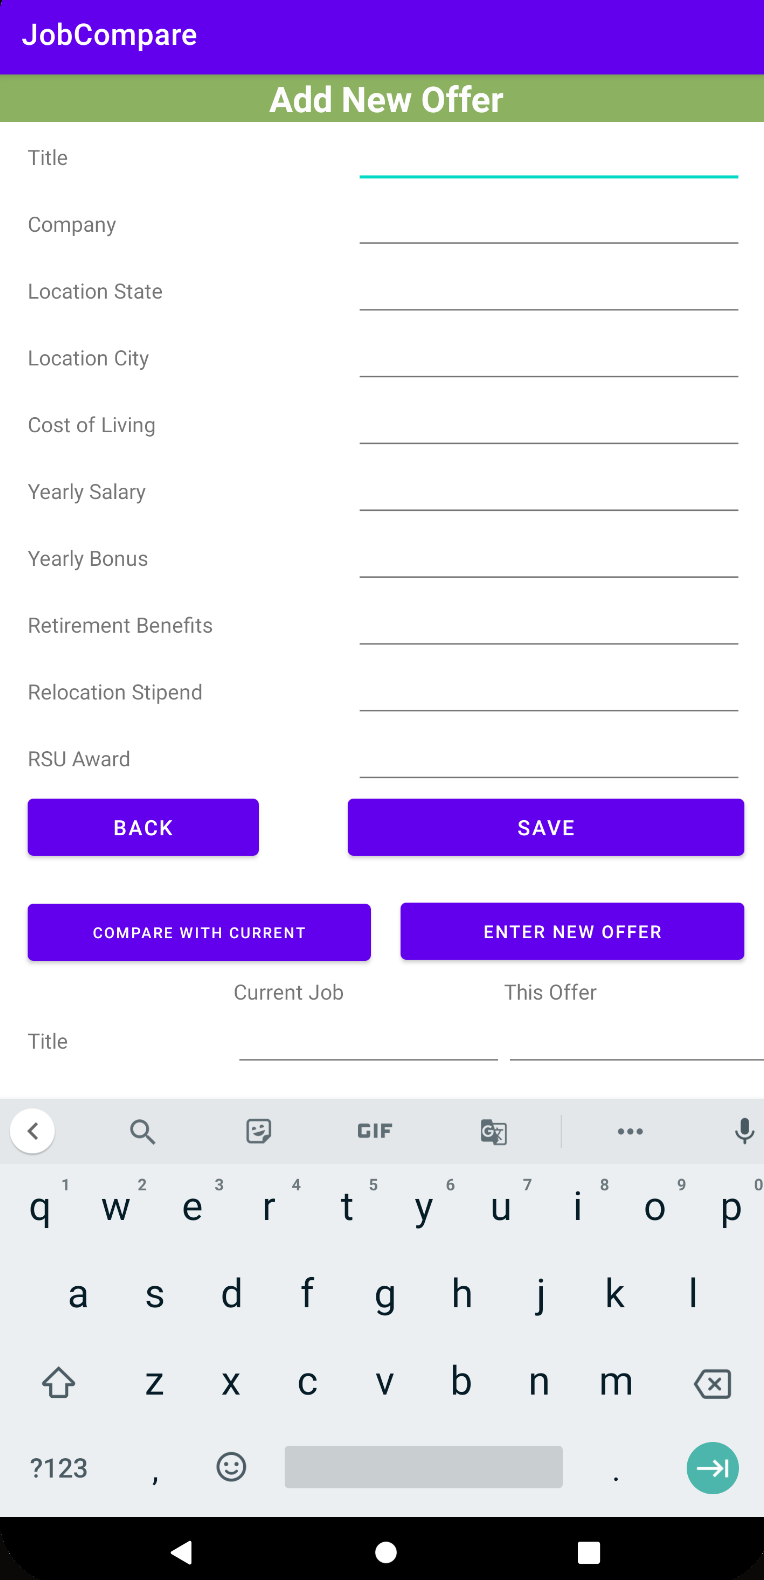 JobCompare
Add New Offer
Title
Company
Location State
Location City
Cost of Living
Yearly Salary
Yearly Bonus
Retirement Benefits
Relocation Stipend
RSU Award
BACK SAVE
COMPARE WITH CURRENT ENTER NEW OFFER
Current Job This Offer
Title
GIF
1 2 3 4 5 6 7 8 9 0
q w e r t y u i o p
a s d f g h j k l
z x c v b n m
?123 , .